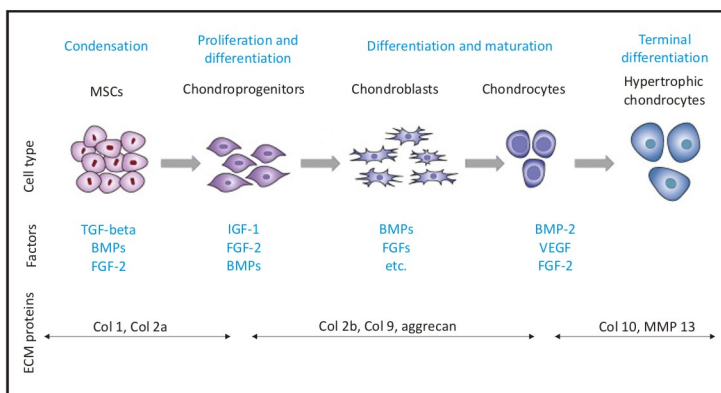 Condensation
Proliferation and
differentiation
Differentiation and maturation
Terminal
differentiation
MSCs
Chondroprogenitors
Chondroblasts
Chondrocytes
Hypertrophic
chondrocytes
Cell type
Factors
TGF-beta
BMPs
FGF-2
IGF-1
FGF-2
BMPs
BMPs
FGFs
etc.
BMP-2
VEGF
FGF-2
ECM proteins
Col 1, Col 2a
Col 2b, Col 9, aggrecan
Col 10, MMP 13